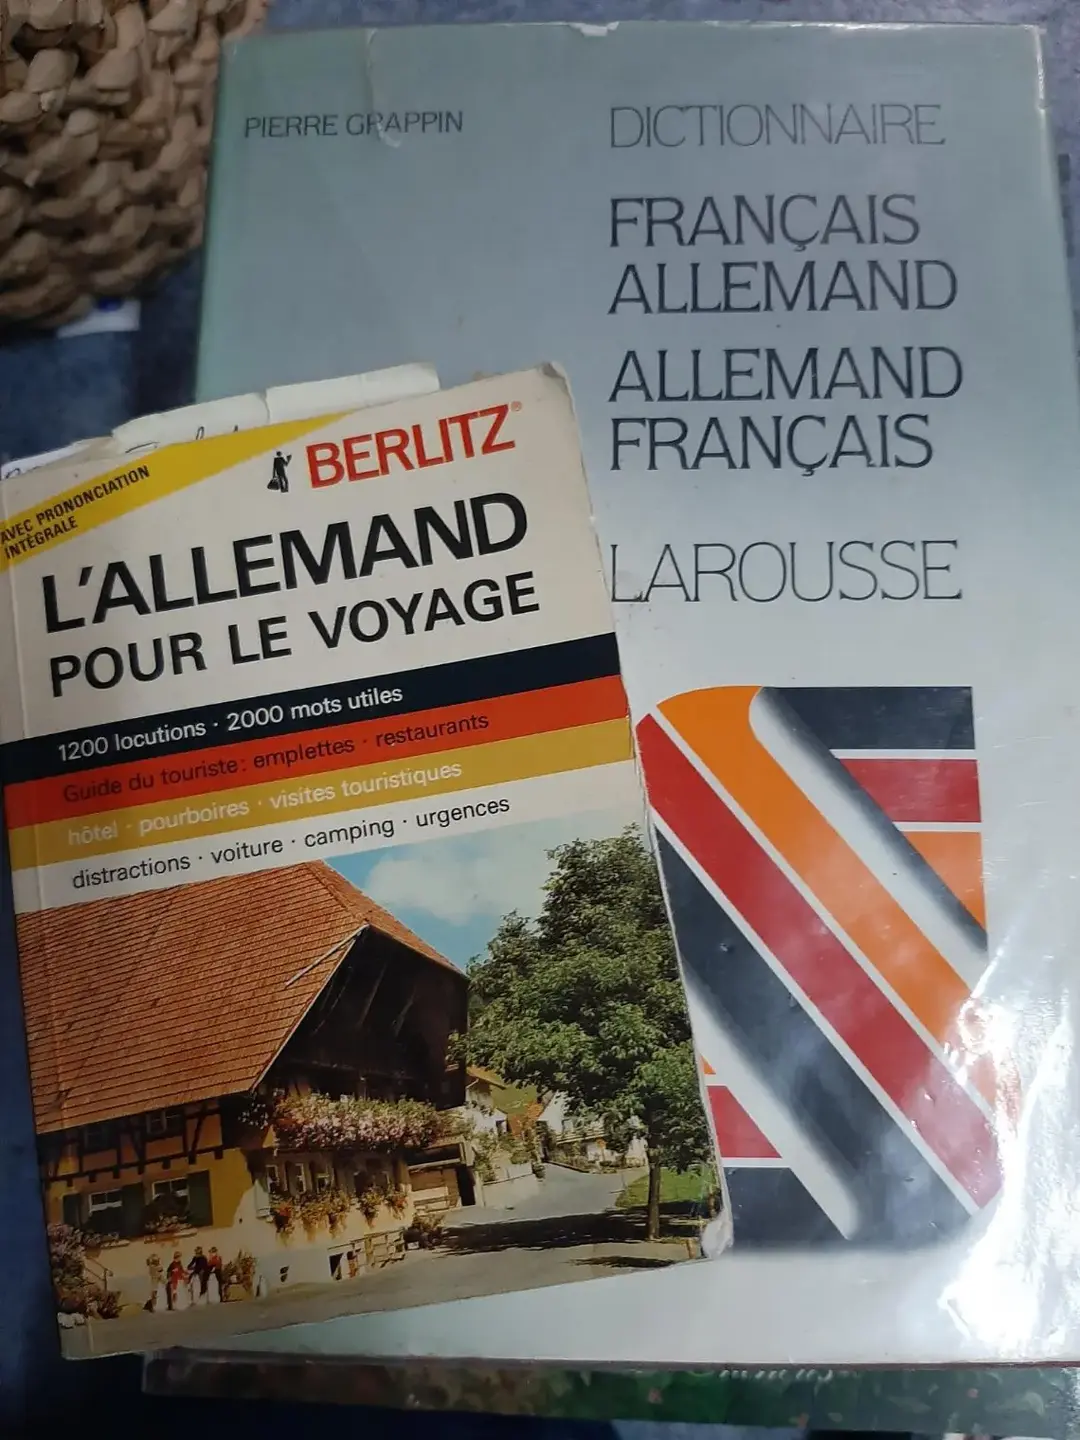 PIERRE GRAPPIN
DICTIONNAIRE
FRANÇAIS
ALLEMAND
ALLEMAND
FRANÇAIS
LAROUSSE
AVEC PRONONCIATION
INTÉGRALE
BERLITZ®
L'ALLEMAND
POUR LE VOYAGE
1200 locutions · 2000 mots utiles
Guide du touriste: emplettes · restaurants
hôtel · pourboires · visites touristiques
distractions · voiture · camping · urgences